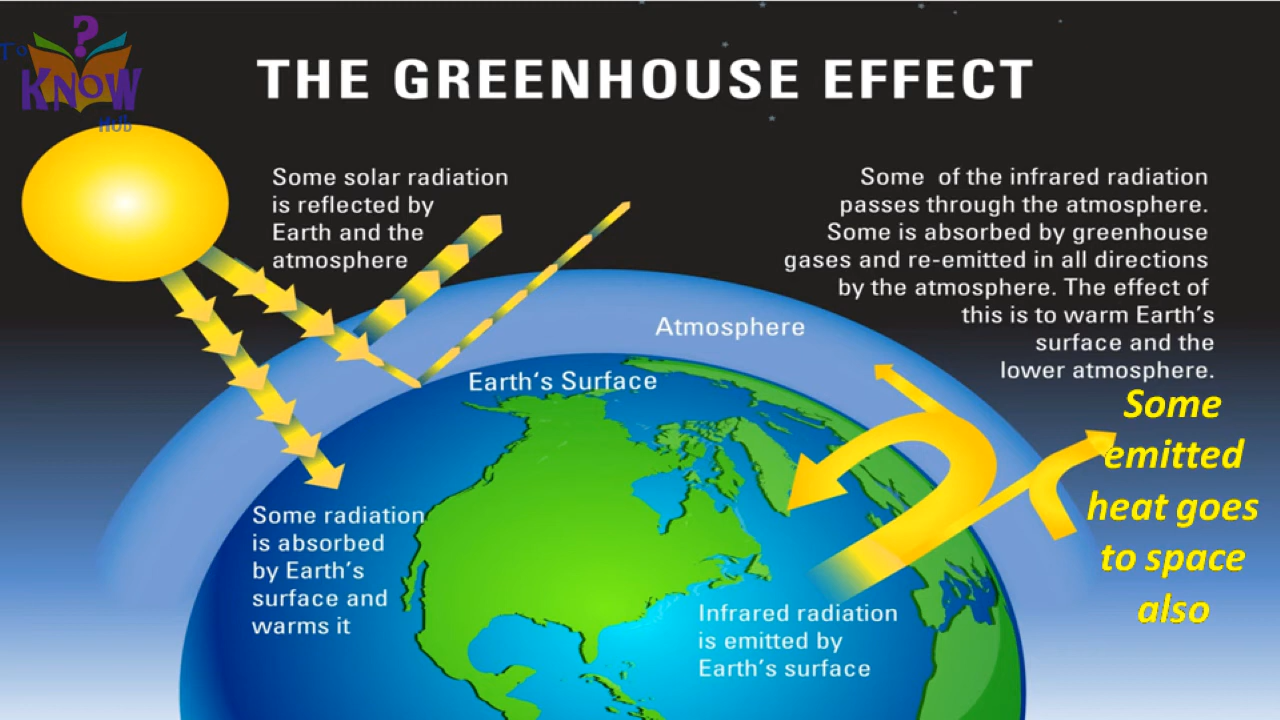 To
?
KNOW
HUB
THE GREENHOUSE EFFECT
Some solar radiation
is reflected by
Earth and the
atmosphere
Some of the infrared radiation
passes through the atmosphere.
Some is absorbed by greenhouse
gases and re-emitted in all directions
by the atmosphere. The effect of
this is to warm Earth's
surface and the
lower atmosphere.
Atmosphere
Earth's Surface
Some
emitted
heat goes
to space
also
Some radiation
is absorbed
by Earth's
surface and
warms it
Infrared radiation
is emitted by
Earth's surface